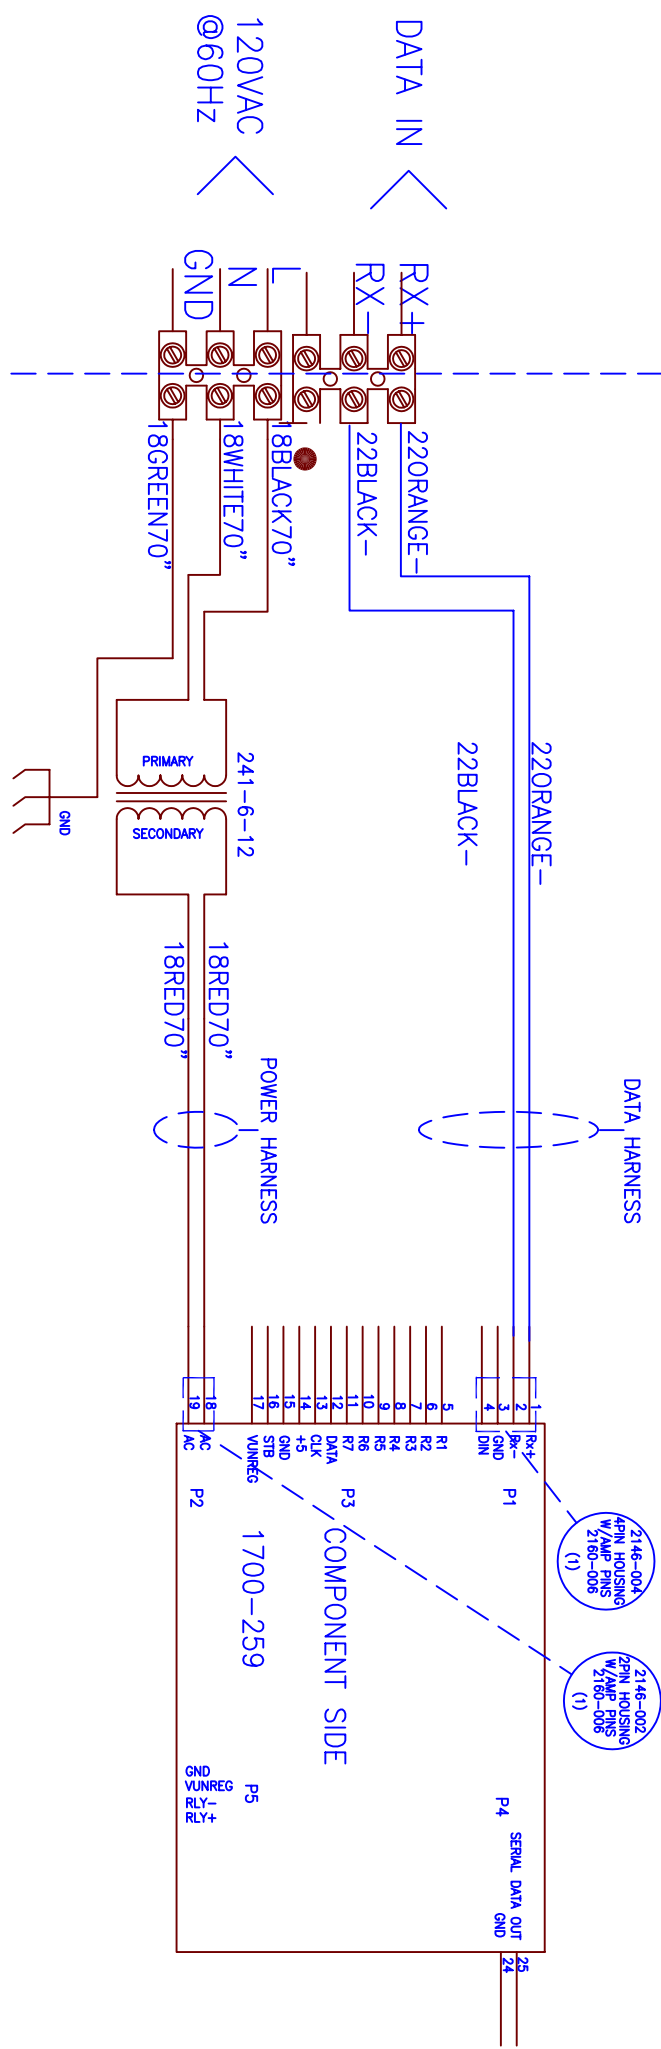 DATA IN
RX+
RX-
120VAC
@60Hz
L
N
GND
22ORANGE-
22BLACK-
18BLACK70"
18WHITE70"
18GREEN70"
22ORANGE-
22BLACK-
241-6-12
PRIMARY
SECONDARY
GND
18RED70"
18RED70"
DATA HARNESS
POWER HARNESS
1 Rx+
2 Rx-
3 GND
4 DIN
P1
5 R1
6 R2
7 R3
8 R4
9 R5
10 R6
11 R7
12 DATA
13 CLK
14 +5
15 GND
16 STB
17 VUNREG
P3
18 AC
19 AC
P2
2146-004
4PIN HOUSING
W/AMP PINS
2160-006
(1)
2146-002
2PIN HOUSING
W/AMP PINS
2160-006
(1)
COMPONENT SIDE
1700-259
P4
SERIAL DATA OUT
GND
25
24
P5
GND
VUNREG
RLY-
RLY+